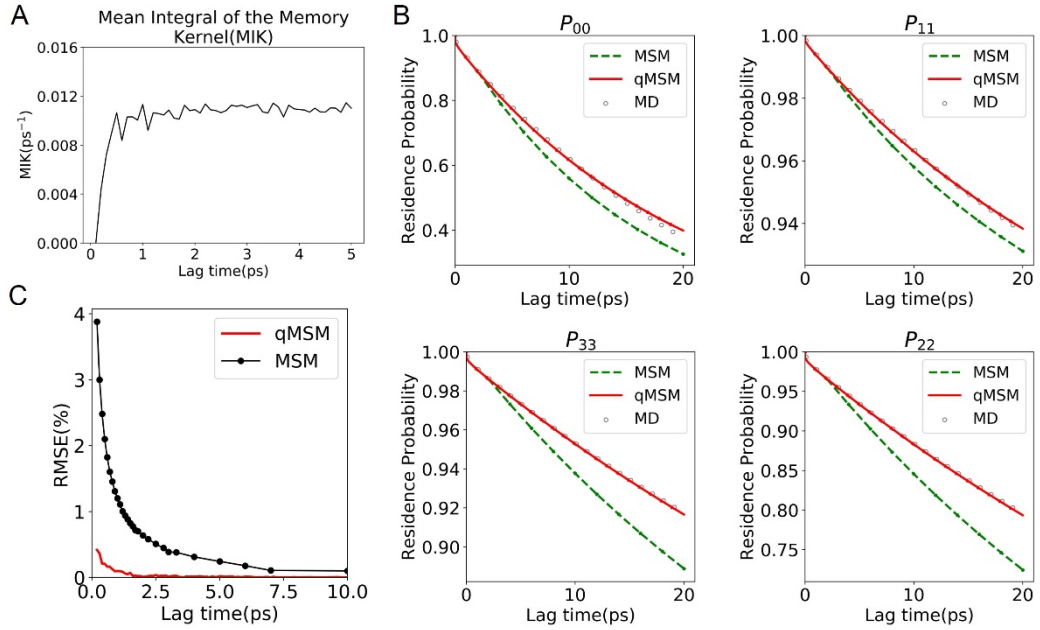 A
Mean Integral of the Memory
Kernel(MIK)
0.016
0.012
0.008
0.004
0.000
MIK(ps⁻¹)
0 1 2 3 4 5
Lag time(ps)
B
P₀₀
1.0
0.8
0.6
0.4
Residence Probability
MSM
qMSM
MD
0 10 20
Lag time(ps)
P₁₁
1.00
0.98
0.96
0.94
Residence Probability
MSM
qMSM
MD
0 10 20
Lag time(ps)
C
4
3
2
1
0
RMSE(%)
qMSM
MSM
0.0 2.5 5.0 7.5 10.0
Lag time(ps)
P₃₃
1.00
0.98
0.96
0.94
0.92
0.90
Residence Probability
MSM
qMSM
MD
0 10 20
Lag time(ps)
P₂₂
1.00
0.95
0.90
0.85
0.80
0.75
Residence Probability
MSM
qMSM
MD
0 10 20
Lag time(ps)